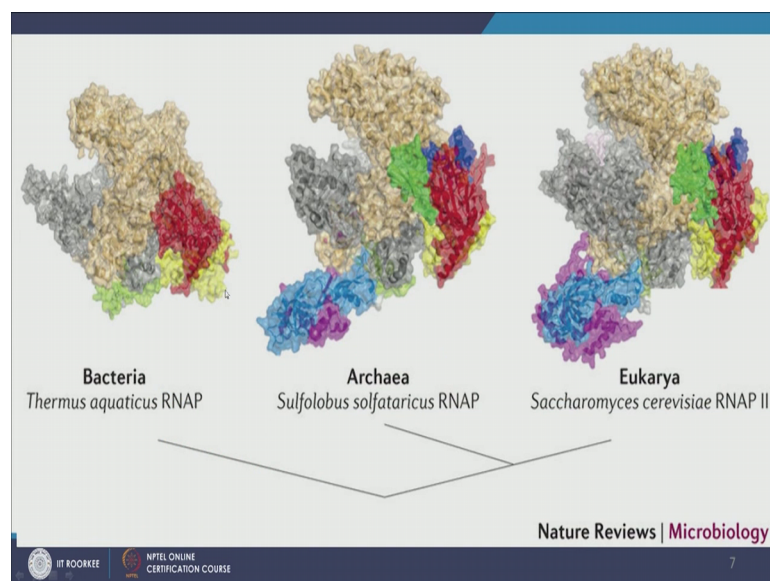 Bacteria
Thermus aquaticus RNAP
Archaea
Sulfolobus solfataricus RNAP
Eukarya
Saccharomyces cerevisiae RNAP II
Nature Reviews | Microbiology
IIT ROORKEE
NPTEL ONLINE
CERTIFICATION COURSE
7